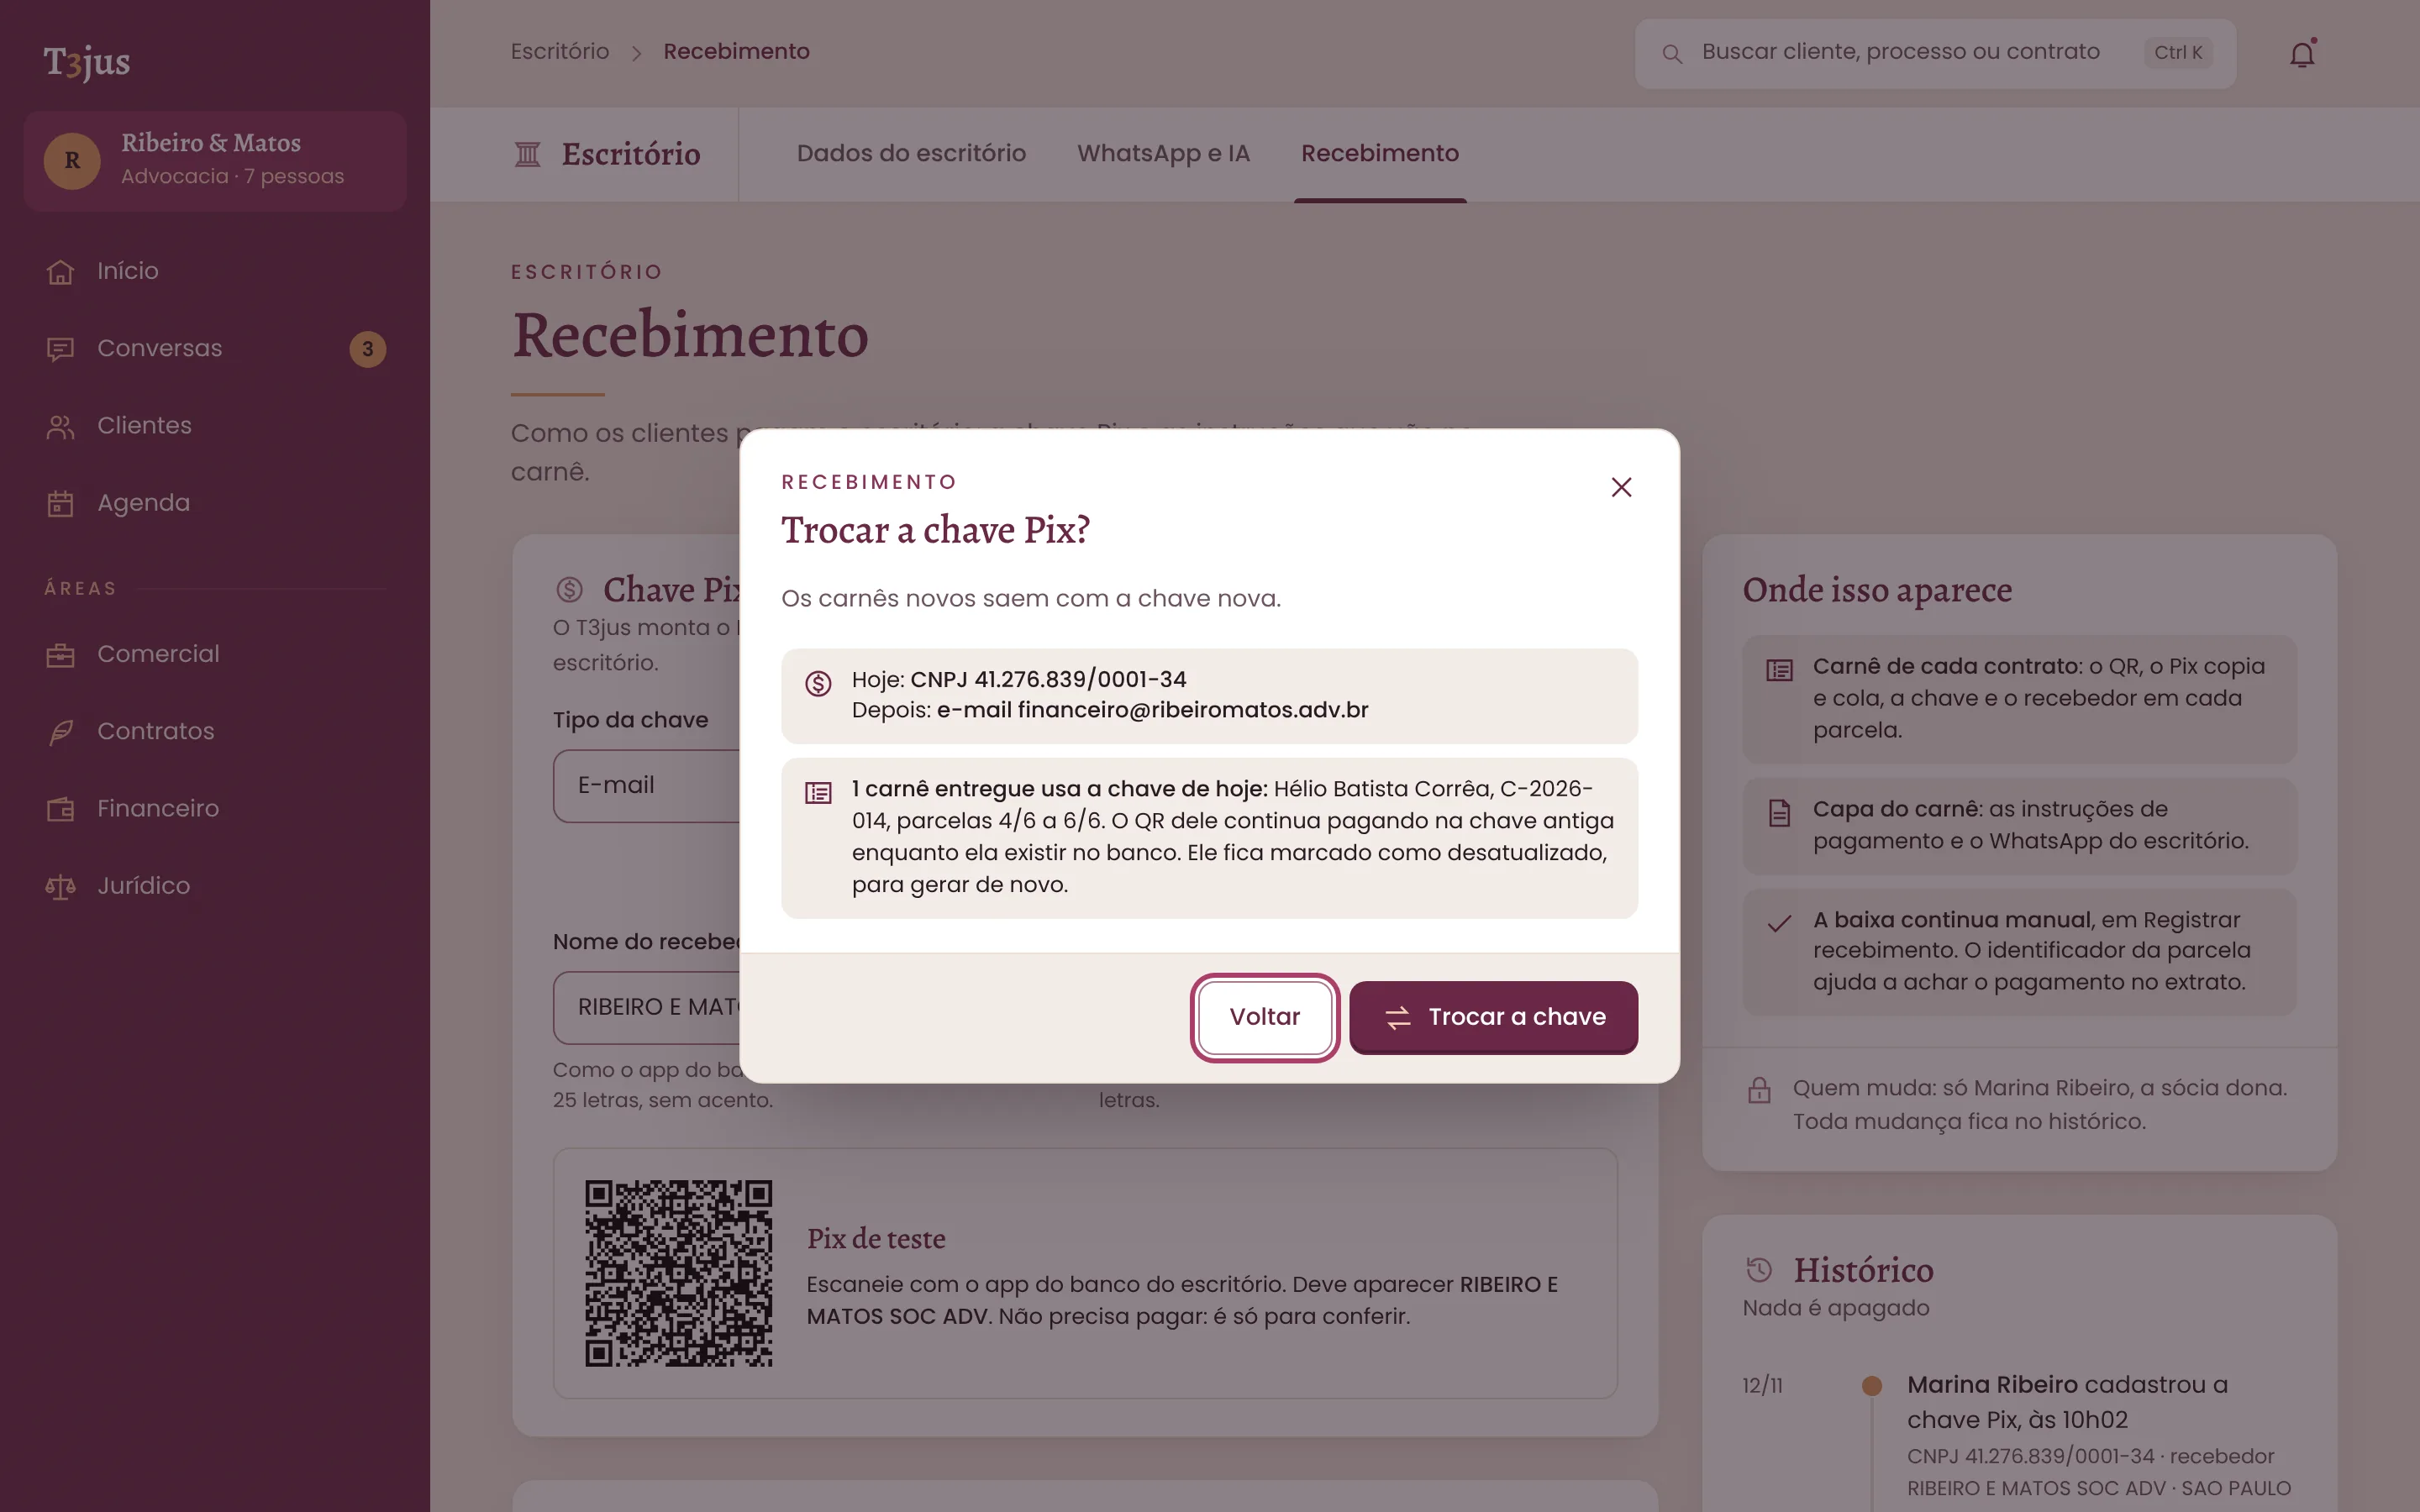 T3jus
R
Ribeiro & Matos
Advocacia · 7 pessoas
Início
Conversas
3
Clientes
Agenda
ÁREAS
Comercial
Contratos
Financeiro
Jurídico
Escritório > Recebimento
Buscar cliente, processo ou contrato
Ctrl K
Escritório
Dados do escritório
WhatsApp e IA
Recebimento
ESCRITÓRIO
Recebimento
Como os clientes
carnê.
Chave Pix
O T3jus monta o
escritório.
Tipo da chave
E-mail
Nome do
RIBEIRO E
Como o app do
25 letras, sem acento.
letras.
Pix de teste
Escaneie com o app do banco do escritório. Deve aparecer RIBEIRO E
MATOS SOC ADV. Não precisa pagar: é só para conferir.
RECEBIMENTO
Trocar a chave Pix?
Os carnês novos saem com a chave nova.
Hoje: CNPJ 41.276.839/0001-34
Depois: e-mail financeiro@ribeiromatos.adv.br
1 carnê entregue usa a chave de hoje: Hélio Batista Corrêa, C-2026-
014, parcelas 4/6 a 6/6. O QR dele continua pagando na chave antiga
enquanto ela existir no banco. Ele fica marcado como desatualizado,
para gerar de novo.
Voltar
Trocar a chave
Onde isso aparece
Carnê de cada contrato: o QR, o Pix copia
e cola, a chave e o recebedor em cada
parcela.
Capa do carnê: as instruções de
pagamento e o WhatsApp do escritório.
A baixa continua manual, em Registrar
recebimento. O identificador da parcela
ajuda a achar o pagamento no extrato.
Quem muda: só Marina Ribeiro, a sócia dona.
Toda mudança fica no histórico.
Histórico
Nada é apagado
12/11
Marina Ribeiro cadastrou a
chave Pix, às 10h02
CNPJ 41.276.839/0001-34 · recebedor
RIBEIRO E MATOS SOC ADV · SAO PAULO